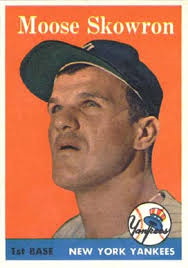 Moose Skowron
Yankees
1st BASE NEW YORK YANKEES